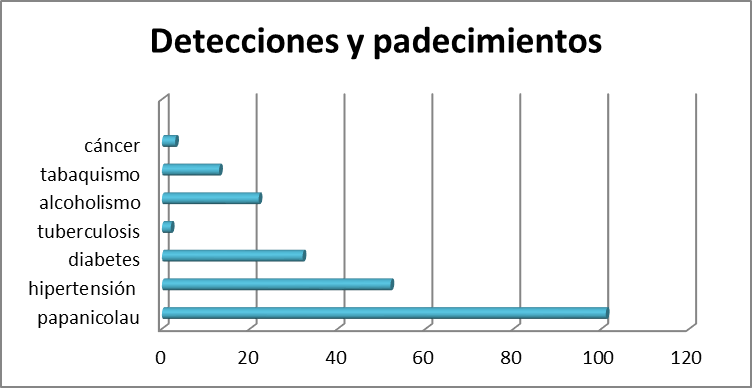 Detecciones y padecimientos
cáncer
tabaquismo
alcoholismo
tuberculosis
diabetes
hipertensión
papanicolau
0 20 40 60 80 100 120